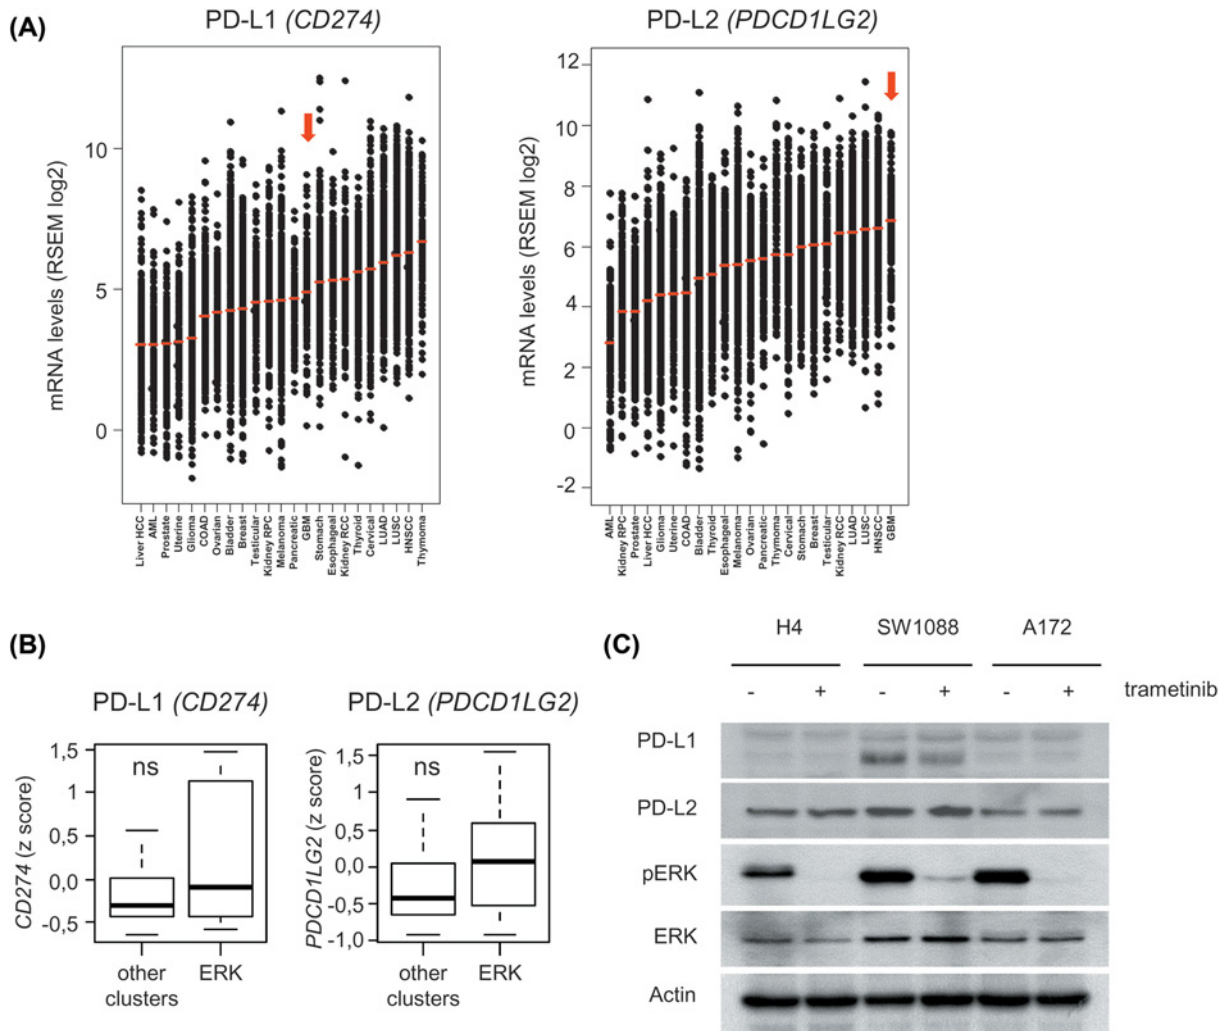 (A)
PD-L1 (CD274)
PD-L2 (PDCD1LG2)
mRNA levels (RSEM log2)
10
5
0
Liver HCC
AML
Prostate
Uterine
Glioma
COAD
Ovarian
Bladder
Breast
Testicular
Kidney RPC
Melanoma
Pancreatic
GBM
Stomach
Esophageal
Kidney RCC
Thyroid
Cervical
LUAD
LUSC
HNSCC
Thymoma
mRNA levels (RSEM log2)
12
10
8
6
4
2
0
-2
AML
Kidney RPC
Prostate
Liver HCC
Glioma
Uterine
COAD
Bladder
Thyroid
Esophageal
Melanoma
Ovarian
Pancreatic
Thymoma
Cervical
Stomach
Breast
Testicular
Kidney RCC
LUAD
LUSC
HNSCC
GBM
(B)
PD-L1 (CD274)
CD274 (z score)
1,5
1,0
0,5
0,0
-0,5
ns
other
clusters
ERK
PD-L2 (PDCD1LG2)
PDCD1LG2 (z score)
1,5
1,0
0,5
0,0
-0,5
-1,0
ns
other
clusters
ERK
(C)
H4 SW1088 A172
- + - + - + trametinib
PD-L1
PD-L2
pERK
ERK
Actin